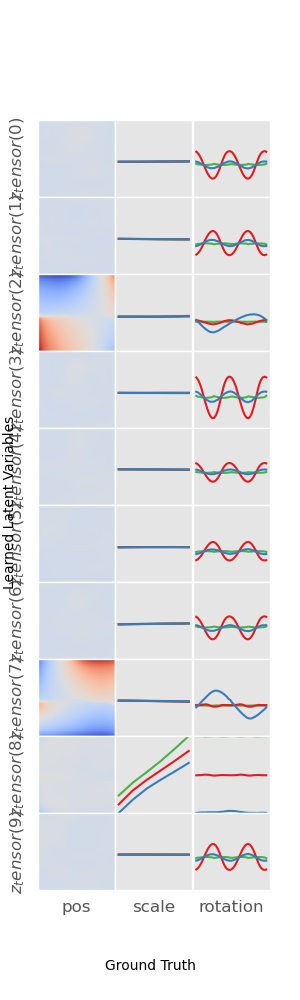 z_tensor(0)
z_tensor(1)
z_tensor(2)
z_tensor(3)
z_tensor(4)
z_tensor(5)
z_tensor(6)
z_tensor(7)
z_tensor(8)
z_tensor(9)
Learned Latent Variables
pos scale rotation
Ground Truth